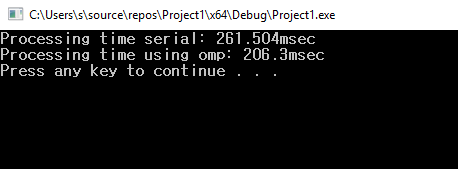 C:\Users\s\source\repos\Project1\x64\Debug\Project1.exe
Processing time serial: 261.504msec
Processing time using omp: 206.3msec
Press any key to continue . . .